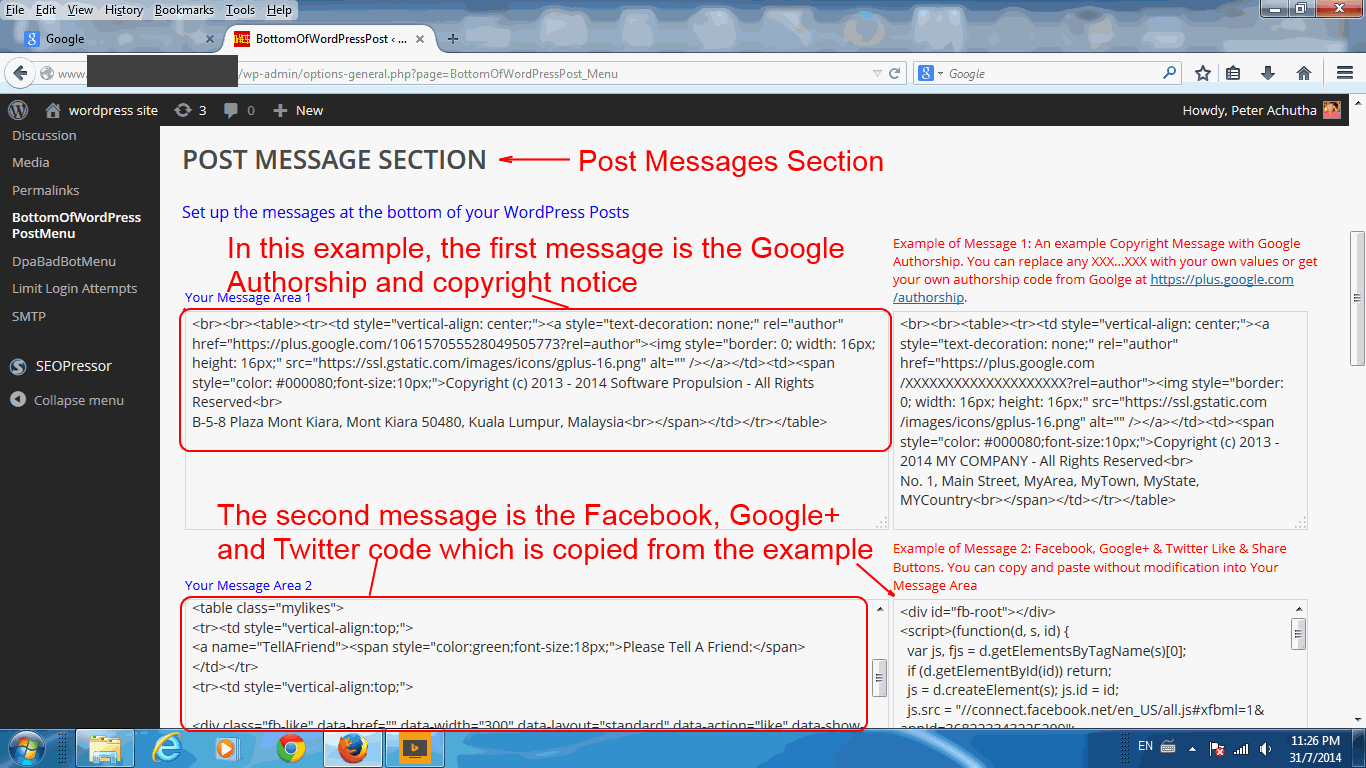 File Edit View History Bookmarks Tools Help
Google
BottomOfWordPressPost ‹ ...
www. /wp-admin/options-general.php?page=BottomOfWordPressPost_Menu
Google
wordpress site 3 0 New Howdy, Peter Achutha
Discussion
Media
Permalinks
BottomOfWordPress
PostMenu
DpaBadBotMenu
Limit Login Attempts
SMTP
SEOPressor
Collapse menu
POST MESSAGE SECTION
Post Messages Section
Set up the messages at the bottom of your WordPress Posts
In this example, the first message is the Google
Authorship and copyright notice
Your Message Area 1
<br><br><table><tr><td style="vertical-align: center;"><a style="text-decoration: none;" rel="author"
href="https://plus.google.com/106157055528049505773?rel=author"><img style="border: 0; width: 16px;
height: 16px;" src="https://ssl.gstatic.com/images/icons/gplus-16.png" alt="" /></a></td><td><span
style="color: #000080;font-size:10px;">Copyright (c) 2013 - 2014 Software Propulsion - All Rights
Reserved<br>
B-5-8 Plaza Mont Kiara, Mont Kiara 50480, Kuala Lumpur, Malaysia<br></span></td></tr></table>
Example of Message 1: An example Copyright Message with Google
Authorship. You can replace any XXX...XXX with your own values or get
your own authorship code from Goolge at https://plus.google.com
/authorship.
<br><br><table><tr><td style="vertical-align: center;"><a
style="text-decoration: none;" rel="author"
href="https://plus.google.com
/XXXXXXXXXXXXXXXXXXXXX?rel=author"><img style="border:
0; width: 16px; height: 16px;" src="https://ssl.gstatic.com
/images/icons/gplus-16.png" alt="" /></a></td><td><span
style="color: #000080;font-size:10px;">Copyright (c) 2013 -
2014 MY COMPANY - All Rights Reserved<br>
No. 1, Main Street, MyArea, MyTown, MyState,
MYCountry<br></span></td></tr></table>
The second message is the Facebook, Google+
and Twitter code which is copied from the example
Your Message Area 2
<table class="mylikes">
<tr><td style="vertical-align:top;">
<a name="TellAFriend"><span style="color:green;font-size:18px;">Please Tell A Friend:</span>
</td></tr>
<tr><td style="vertical-align:top;">
<div class="fb-like" data-href="" data-width="300" data-layout="standard" data-action="like" data-show-
Example of Message 2: Facebook, Google+ & Twitter Like & Share
Buttons. You can copy and paste without modification into Your
Message Area
<div id="fb-root"></div>
<script>(function(d, s, id) {
var js, fjs = d.getElementsByTagName(s)[0];
if (d.getElementById(id)) return;
js = d.createElement(s); js.id = id;
js.src = "//connect.facebook.net/en_US/all.js#xfbml=1&
EN
11:26 PM
31/7/2014